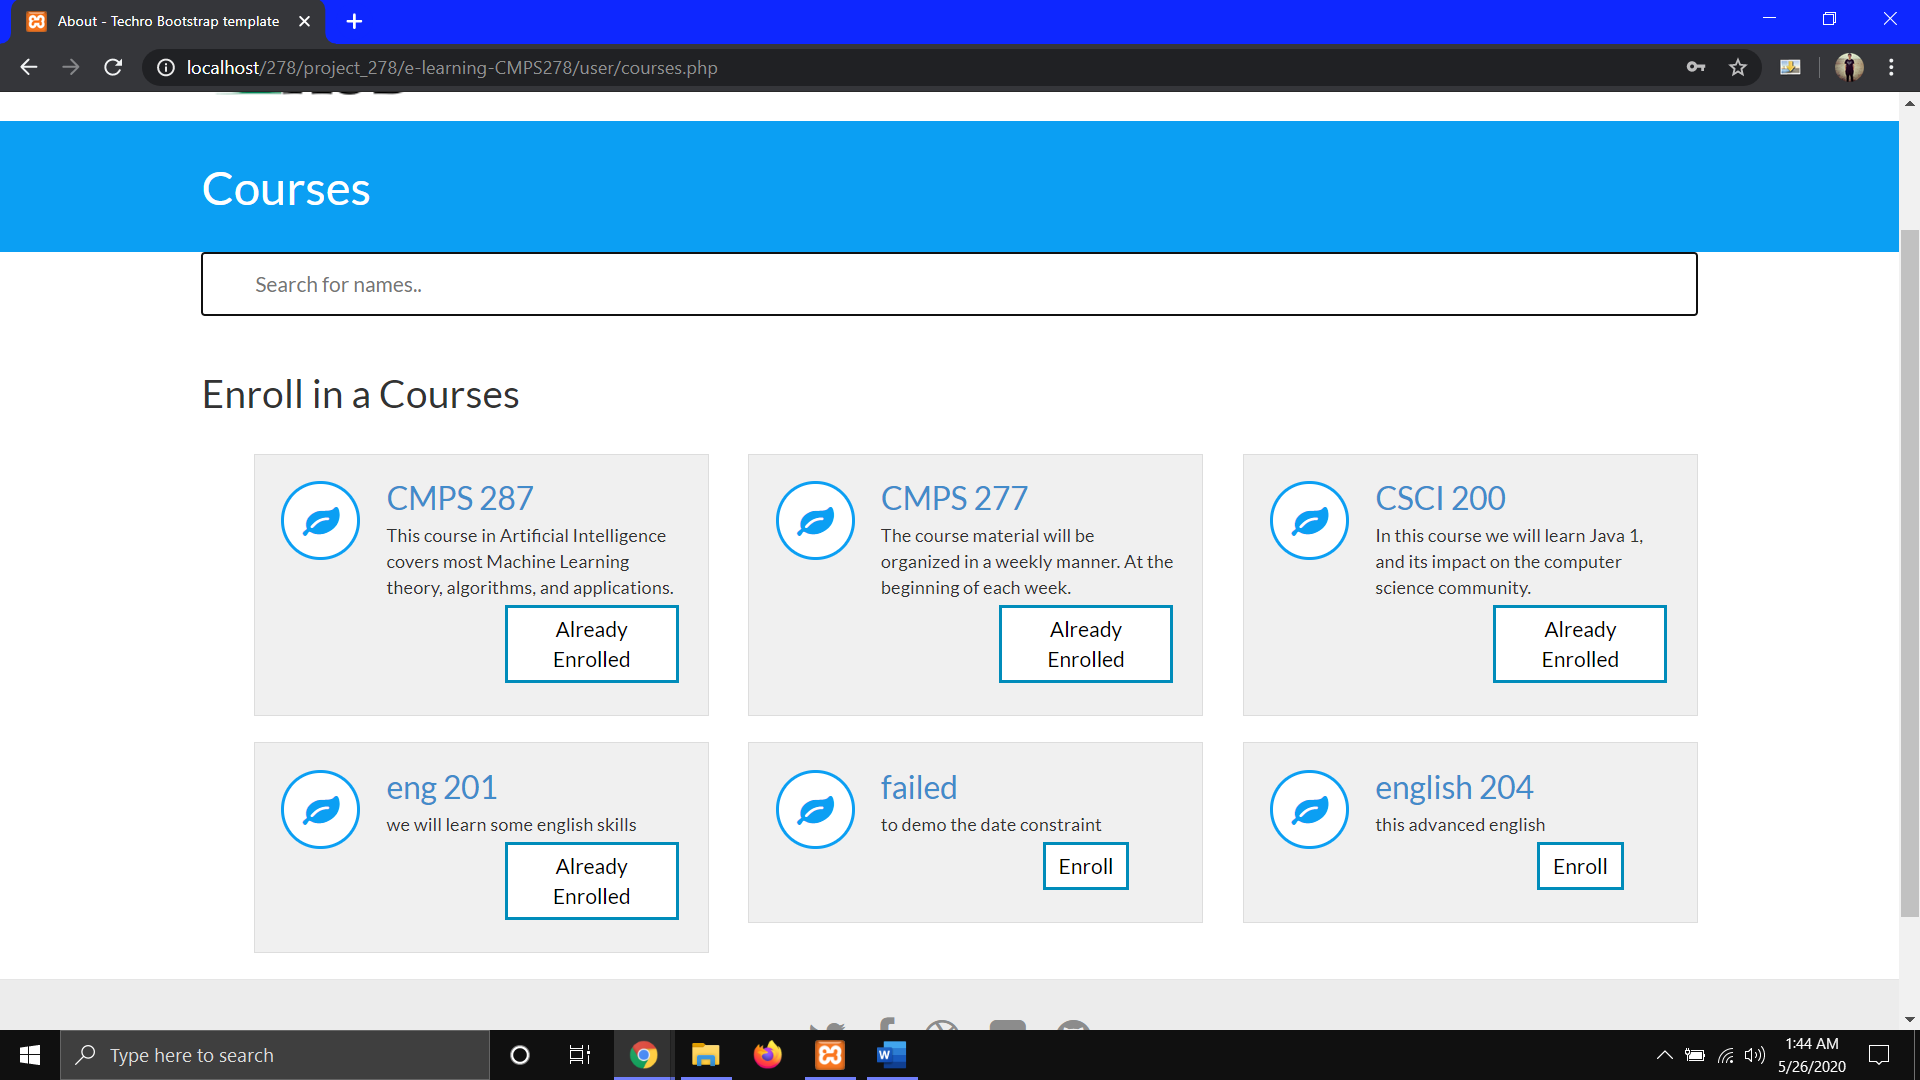 About - Techro Bootstrap template
localhost/278/project_278/e-learning-CMPS278/user/courses.php
Courses
Search for names..
Enroll in a Courses
CMPS 287
This course in Artificial Intelligence
covers most Machine Learning
theory, algorithms, and applications.
Already
Enrolled
CMPS 277
The course material will be
organized in a weekly manner. At the
beginning of each week.
Already
Enrolled
CSCI 200
In this course we will learn Java 1,
and its impact on the computer
science community.
Already
Enrolled
eng 201
we will learn some english skills
Already
Enrolled
failed
to demo the date constraint
Enroll
english 204
this advanced english
Enroll
Type here to search
1:44 AM
5/26/2020